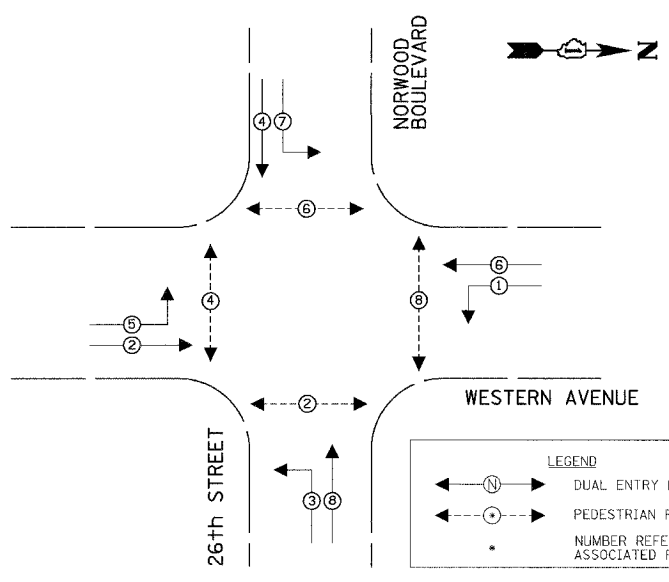 NORWOOD
BOULEVARD
N
4 7
6
6
4
8
1
5
2
2
WESTERN AVENUE
26th STREET
3 8
LEGEND
N DUAL ENTRY
* PEDESTRIAN
* NUMBER
ASSOCIATED